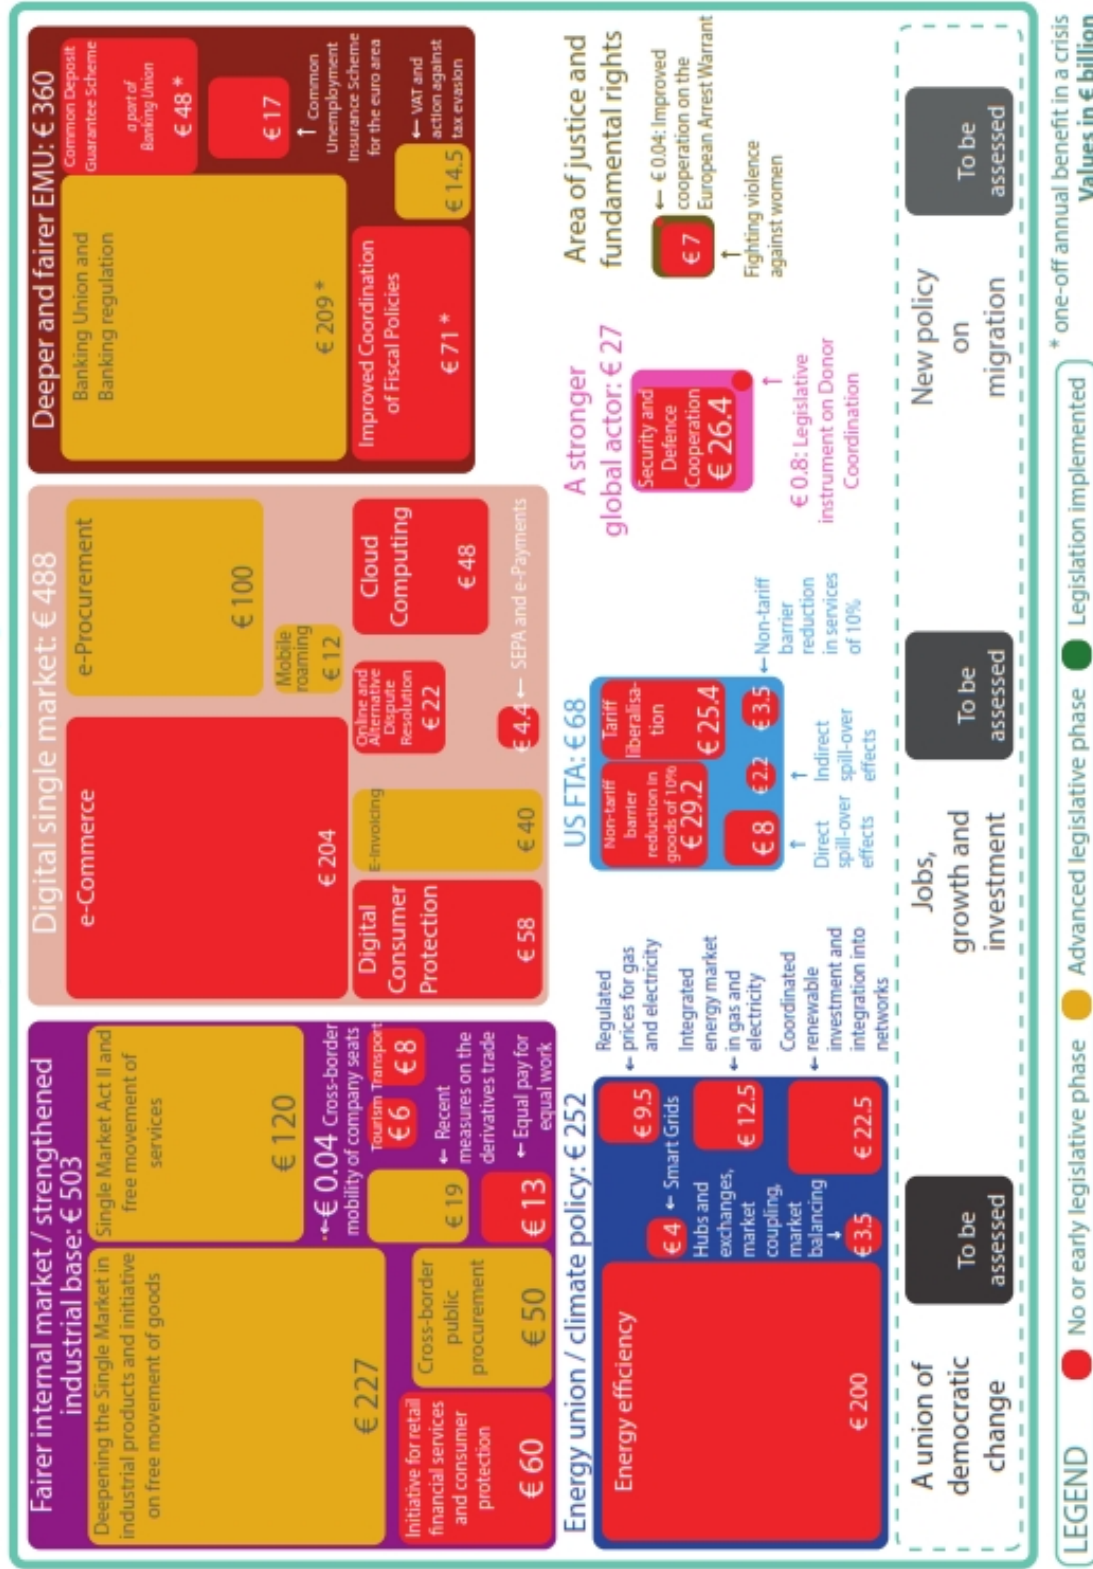 Fairer internal market / strengthened
industrial base: € 503
Deepening the Single Market in
industrial products and initiative
on free movement of goods
€ 227
Single Market Act II and
free movement of
services
€ 120
←€ 0.04 Cross-border
mobility of company seats
Initiative for retail
financial services
and consumer
protection
€ 60
Cross-border
public
procurement
€ 50
€ 19
← Recent
measures on the
derivatives trade
Tourism
€ 6
Transport
€ 8
€ 13
← Equal pay for
equal work
Digital single market: € 488
e-Commerce
€ 204
e-Procurement
€ 100
Mobile
roaming
€ 12
Digital
Consumer
Protection
€ 58
E-Invoicing
€ 40
Online and
Alternative
Dispute
Resolution
€ 22
Cloud
Computing
€ 48
€ 4.4 ← SEPA and e-Payments
Deeper and fairer EMU: € 360
Banking Union and
Banking regulation
€ 209 *
Common Deposit
Guarantee Scheme
a part of
Banking Union
€ 48 *
€ 17
↑ Common
Unemployment
Insurance Scheme
for the euro area
Improved Coordination
of Fiscal Policies
€ 71 *
€ 14.5
← VAT and
action against
tax evasion
Energy union / climate policy: € 252
Energy efficiency
€ 200
€ 4 ← Smart Grids
Hubs and
exchanges,
market
coupling,
market
balancing
↓
€ 3.5
€ 9.5
Regulated
← prices for gas
and electricity
€ 12.5
Integrated
energy market
← in gas and
electricity
€ 22.5
Coordinated
← renewable
investment and
integration into
networks
US FTA: € 68
Non-tariff
barrier
reduction in
goods of 10%
€ 29.2
Tariff
liberalisa-
tion
€ 25.4
€ 8
↑
Direct
spill-over
effects
€2.2
↑
Indirect
spill-over
effects
€ 3.5
←Non-tariff
barrier
reduction
in services
of 10%
A stronger
global actor: € 27
Security and
Defence
Cooperation
€ 26.4
↑
€ 0.8: Legislative
instrument on Donor
Coordination
Area of justice and
fundamental rights
€ 7
← € 0.04: Improved
cooperation on the
European Arrest Warrant
↑
Fighting violence
against women
A union of
democratic
change
To be
assessed
Jobs,
growth and
investment
To be
assessed
New policy
on
migration
To be
assessed
* one-off annual benefit in a crisis
Values in € billion
LEGEND No or early legislative phase Advanced legislative phase Legislation implemented